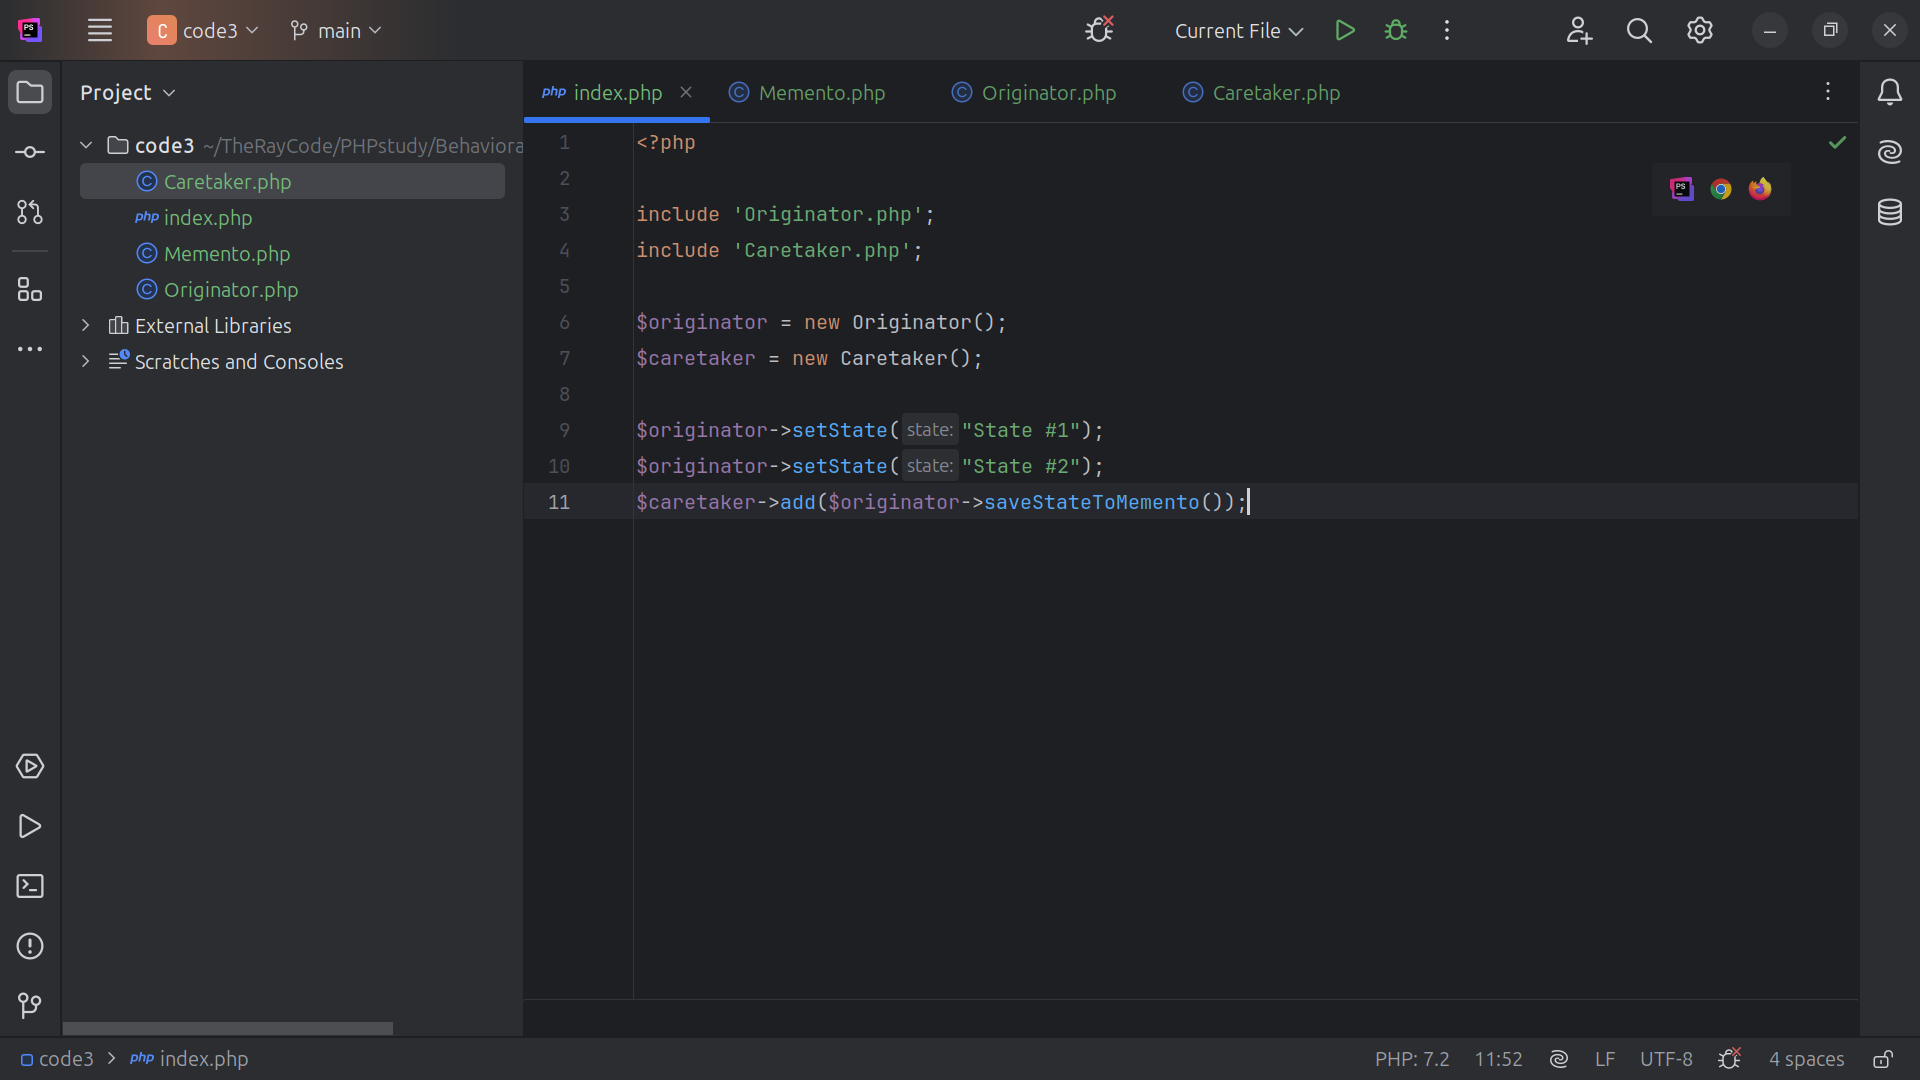 PS
C code3
main
Current File
Project
code3 ~/TheRayCode/PHPstudy/Behaviora
C Caretaker.php
php index.php
C Memento.php
C Originator.php
External Libraries
Scratches and Consoles
php index.php
C Memento.php
C Originator.php
C Caretaker.php
1 <?php
2
3 include 'Originator.php';
4 include 'Caretaker.php';
5
6 $originator = new Originator();
7 $caretaker = new Caretaker();
8
9 $originator->setState( state: "State #1");
10 $originator->setState( state: "State #2");
11 $caretaker->add($originator->saveStateToMemento());
PS
code3 > php index.php
PHP: 7.2 11:52 LF UTF-8 4 spaces